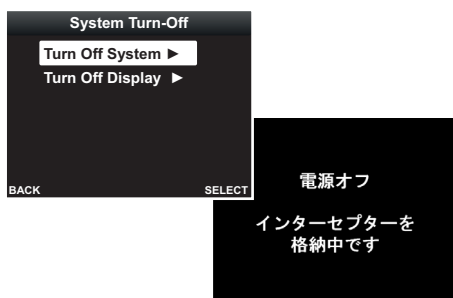 System Turn-Off
Turn Off System ►
Turn Off Display ►
BACK SELECT
電源オフ
インターセプターを
格納中です